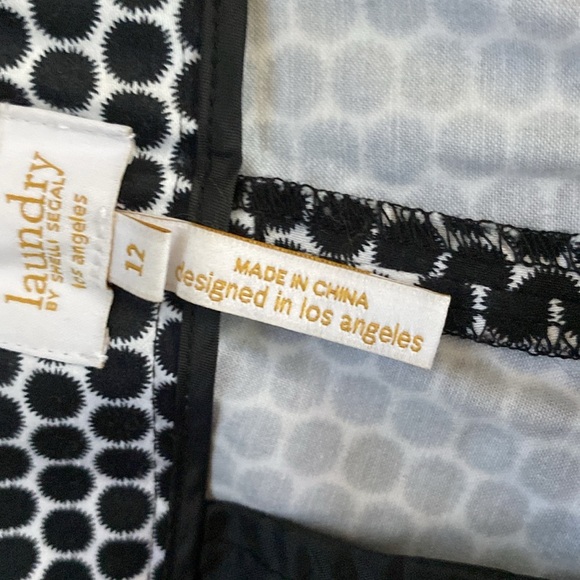 laundry
BY SHELLI SEGAL
los angeles
12
MADE IN CHINA
designed in los angeles